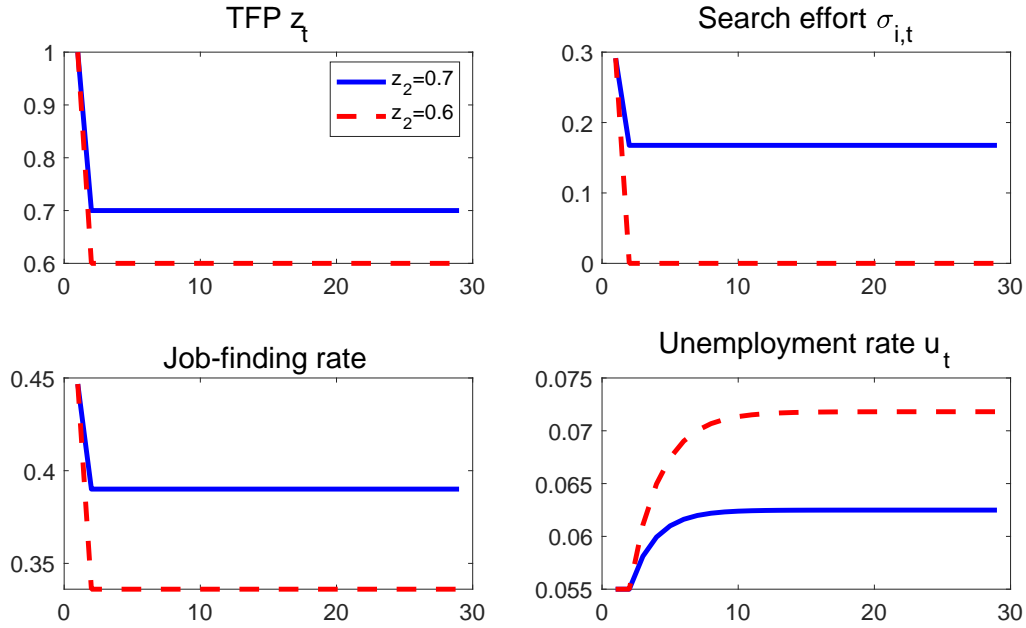 TFP z_t
1
0.9
0.8
0.7
0.6
0 10 20 30
z_2=0.7
z_2=0.6
Search effort σ_{i,t}
0.3
0.2
0.1
0
0 10 20 30
Job-finding rate
0.45
0.4
0.35
0 10 20 30
Unemployment rate u_t
0.075
0.07
0.065
0.06
0.055
0 10 20 30